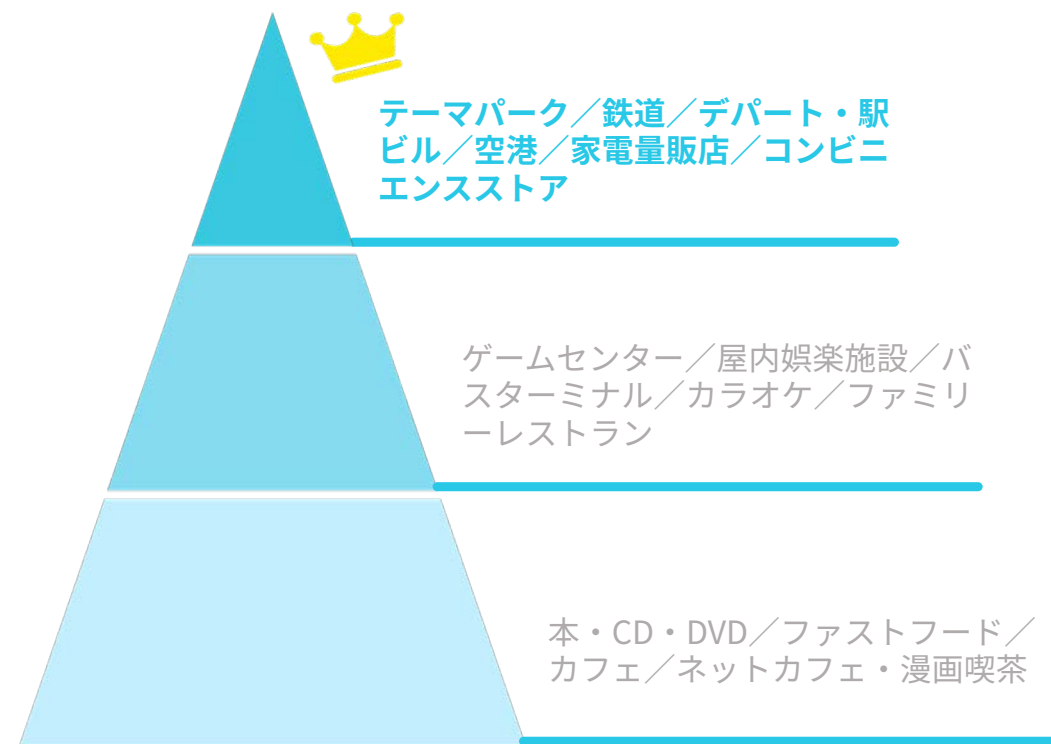 テーマパーク／鉄道／デパート・駅
ビル／空港／家電量販店／コンビニ
エンスストア
ゲームセンター／屋内娯楽施設／バ
スターミナル／カラオケ／ファミリ
ーレストラン
本・CD・DVD／ファストフード／
カフェ／ネットカフェ・漫画喫茶